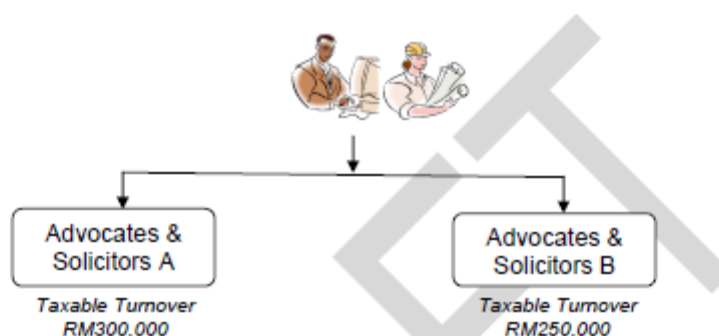 Advocates &
Solicitors A
Taxable Turnover
RM300,000
Advocates &
Solicitors B
Taxable Turnover
RM250,000